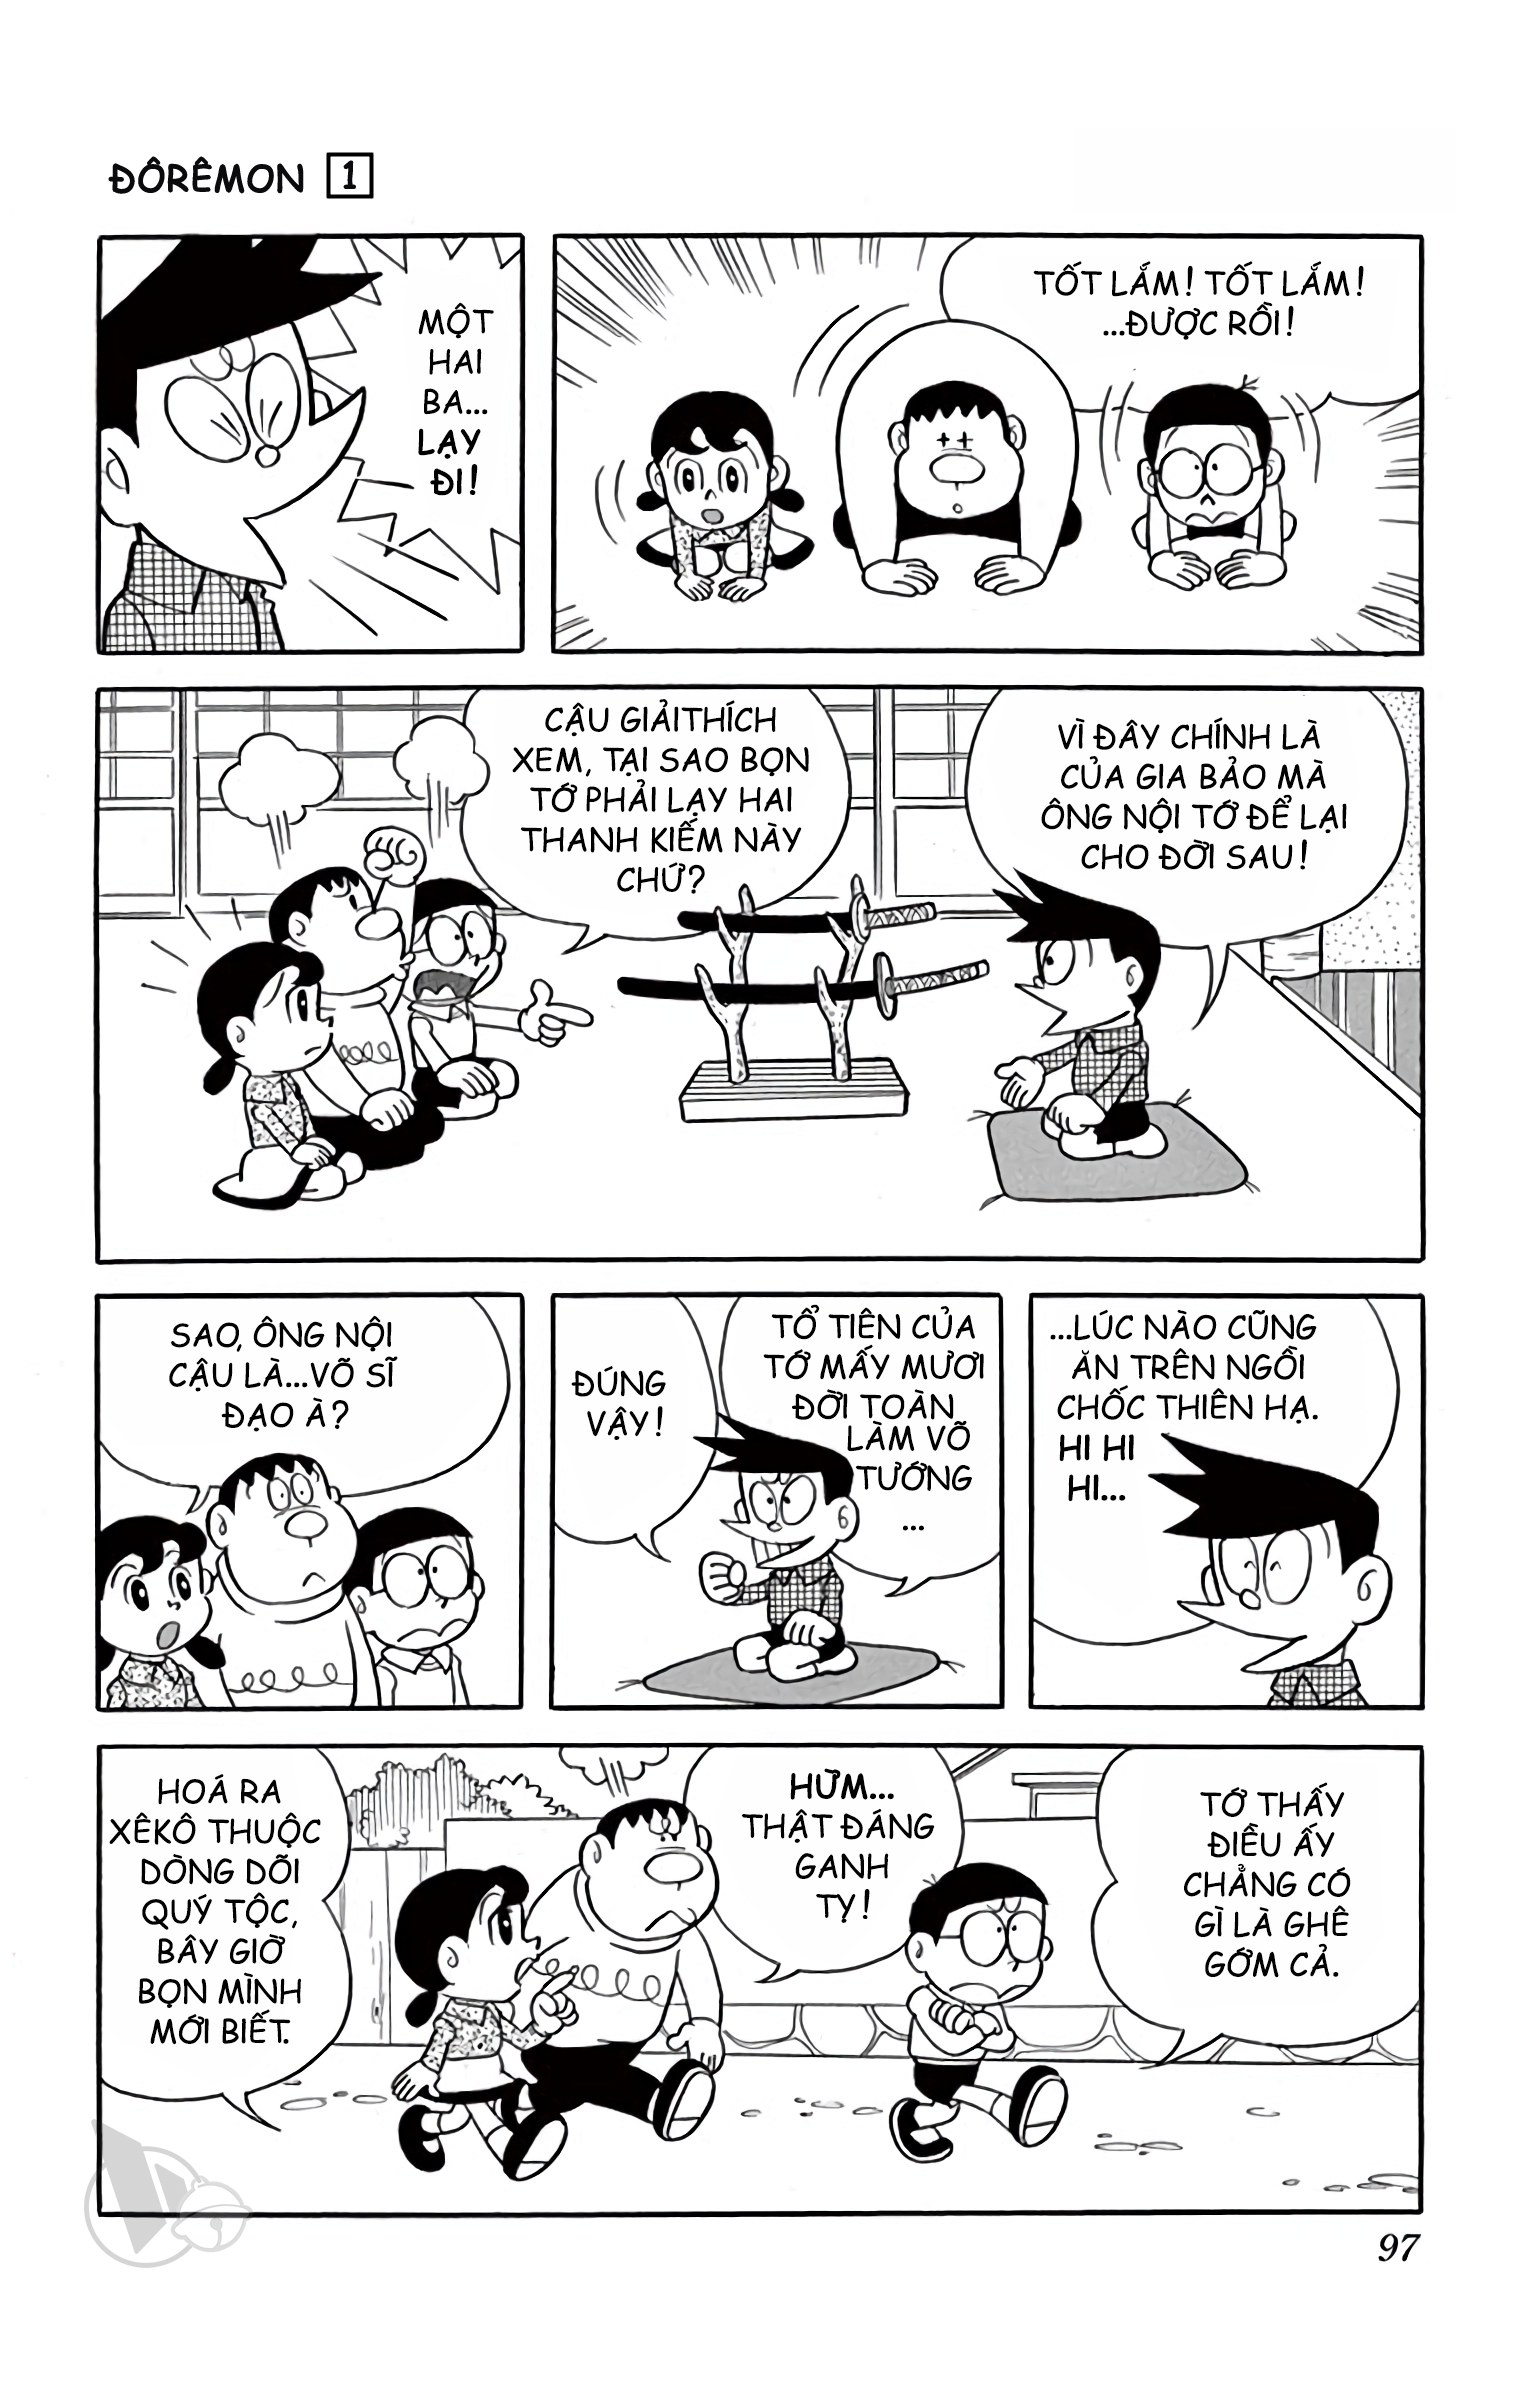 ĐÔRÊMON 1
MỘT
HAI
BA...
LẠY
ĐI!
TỐT LẮM! TỐT LẮM!
...ĐƯỢC RỒI!
CẬU GIẢITHÍCH
XEM, TẠI SAO BỌN
TỚ PHẢI LẠY HAI
THANH KIẾM NÀY
CHỨ?
VÌ ĐÂY CHÍNH LÀ
CỦA GIA BẢO MÀ
ÔNG NỘI TỚ ĐỂ LẠI
CHO ĐỜI SAU!
SAO, ÔNG NỘI
CẬU LÀ...VÕ SĨ
ĐẠO À?
ĐÚNG
VẬY!
TỔ TIÊN CỦA
TỚ MẤY MƯƠI
ĐỜI TOÀN
LÀM VÕ
TƯỚNG
...
...LÚC NÀO CŨNG
ĂN TRÊN NGỒI
CHỐC THIÊN HẠ.
HI HI
HI...
HOÁ RA
XÊKÔ THUỘC
DÒNG DÕI
QUÝ TỘC,
BÂY GIỜ
BỌN MÌNH
MỚI BIẾT.
HỪM...
THẬT ĐÁNG
GANH
TỴ!
TỚ THẤY
ĐIỀU ẤY
CHẲNG CÓ
GÌ LÀ GHÊ
GỚM CẢ.
97